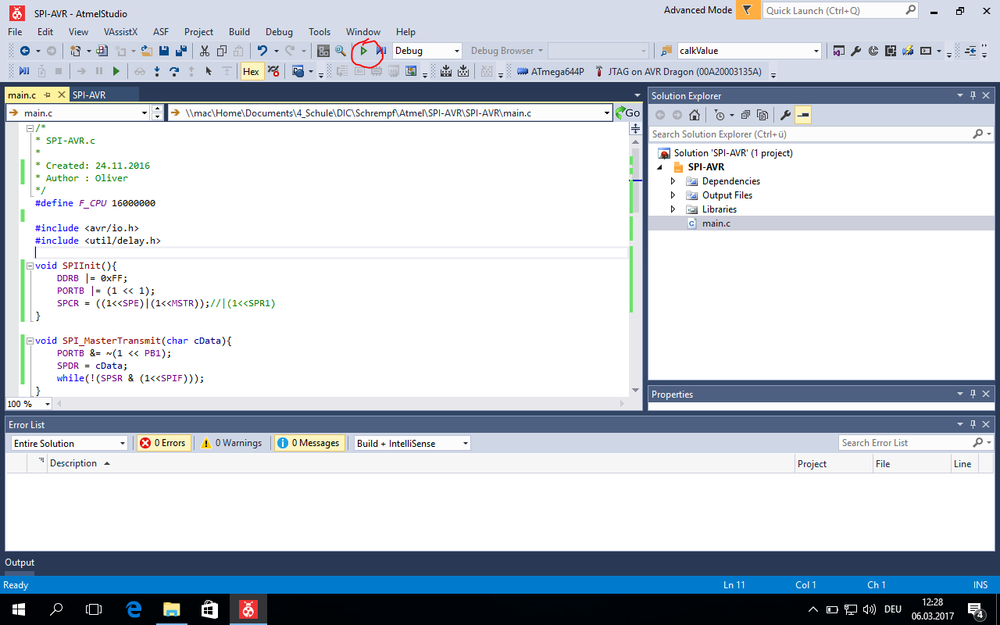 SPI-AVR - AtmelStudio
Advanced Mode
Quick Launch (Ctrl+Q)
File Edit View VAssistX ASF Project Build Debug Tools Window Help
Debug
Debug Browser
calkValue
Hex
ATmega644P
JTAG on AVR Dragon (00A20003135A)
main.c
SPI-AVR
main.c
\\mac\Home\Documents\4_Schule\DIC\Schrempf\Atmel\SPI-AVR\SPI-AVR\main.c
Go
/*
* SPI-AVR.c
*
* Created: 24.11.2016
* Author : Oliver
*/
#define F_CPU 16000000
#include <avr/io.h>
#include <util/delay.h>
void SPIInit(){
DDRB |= 0xFF;
PORTB |= (1 << 1);
SPCR = ((1<<SPE)|(1<<MSTR));//|(1<<SPR1)
}
void SPI_MasterTransmit(char cData){
PORTB &= ~(1 << PB1);
SPDR = cData;
while(!(SPSR & (1<<SPIF)));
}
100 %
Solution Explorer
Search Solution Explorer (Ctrl+ü)
Solution 'SPI-AVR' (1 project)
SPI-AVR
Dependencies
Output Files
Libraries
main.c
Properties
Error List
Entire Solution
0 Errors
0 Warnings
0 Messages
Build + IntelliSense
Search Error List
Description
Project
File
Line
Output
Ready
Ln 11
Col 1
Ch 1
INS
DEU
12:28
06.03.2017
4